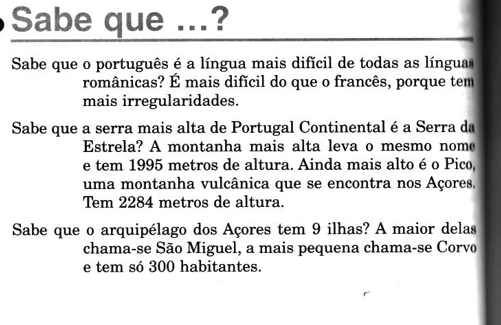 Sabe que ...?
Sabe que o português é a língua mais difícil de todas as línguas
românicas? É mais difícil do que o francês, porque tem
mais irregularidades.
Sabe que a serra mais alta de Portugal Continental é a Serra da
Estrela? A montanha mais alta leva o mesmo nome
e tem 1995 metros de altura. Ainda mais alto é o Pico,
uma montanha vulcânica que se encontra nos Açores.
Tem 2284 metros de altura.
Sabe que o arquipélago dos Açores tem 9 ilhas? A maior delas
chama-se São Miguel, a mais pequena chama-se Corvo
e tem só 300 habitantes.